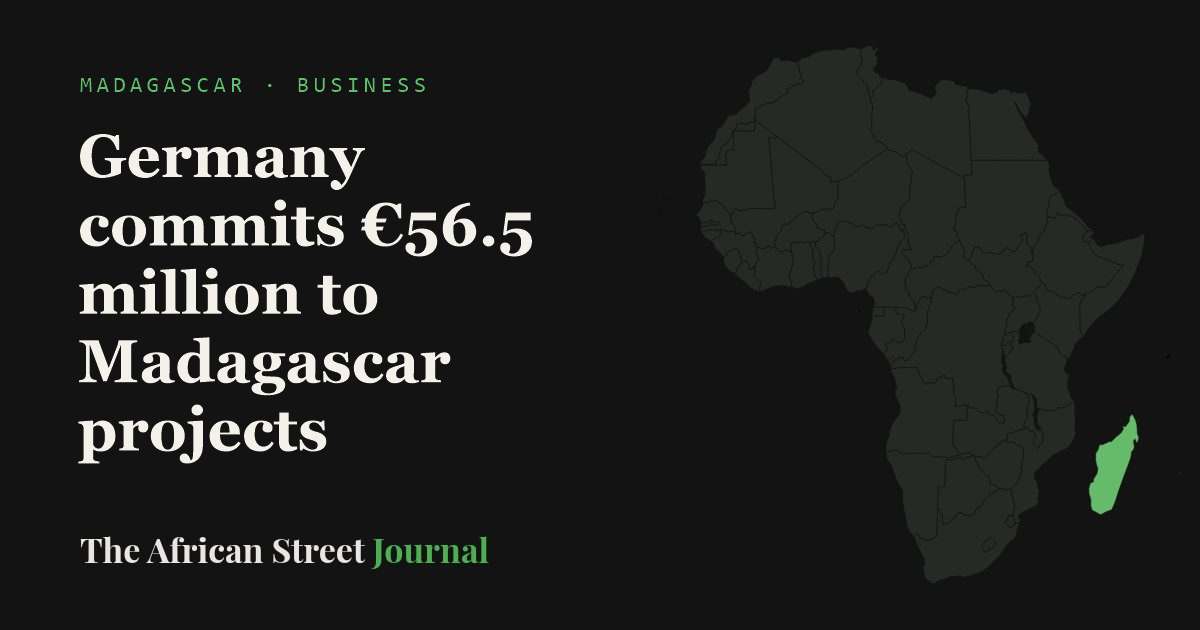 MADAGASCAR · BUSINESS
Germany
commits €56.5
million to
Madagascar
projects
The African Street Journal